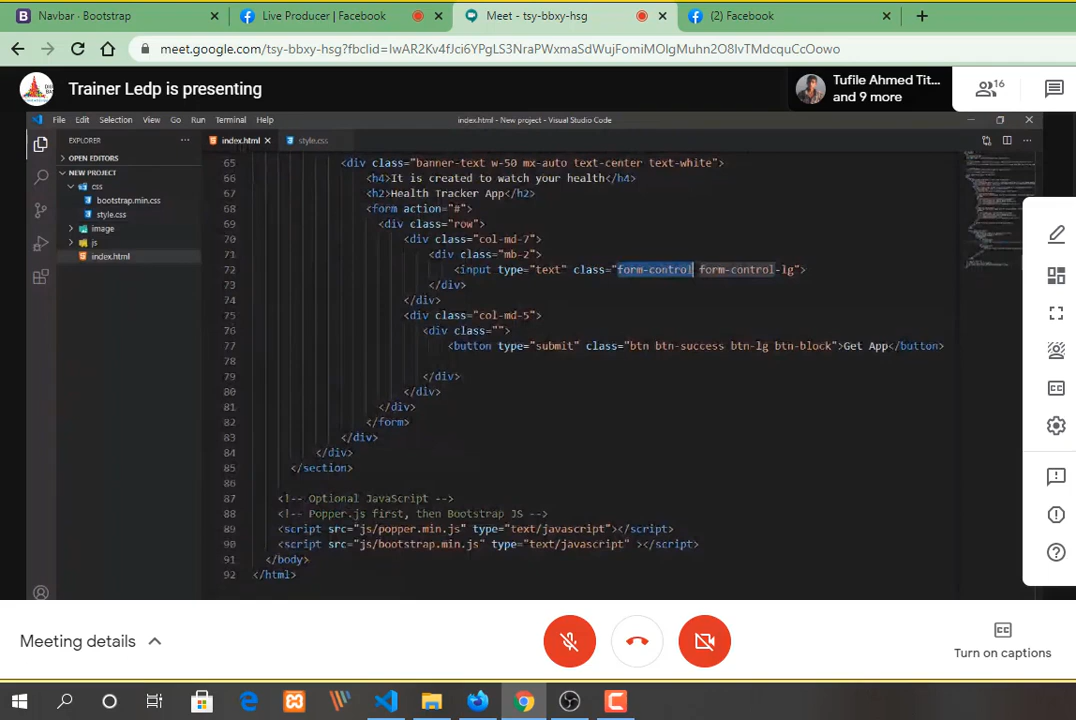 Navbar · Bootstrap
Live Producer | Facebook
Meet - tsy-bbxy-hsg
(2) Facebook
meet.google.com/tsy-bbxy-hsg?fbclid=IwAR2Kv4fJci6YPgLS3NraPWxmaSdWujFomiMOIgMuhn2O8IvTMdcquCcOowo
Trainer Ledp is presenting
Tufile Ahmed Tit...
and 9 more
16
File Edit Selection View Go Run Terminal Help
index.html - New project - Visual Studio Code
EXPLORER
index.html
style.css
OPEN EDITORS
NEW PROJECT
css
bootstrap.min.css
style.css
image
js
index.html
65 <div class="banner-text w-50 mx-auto text-center text-white">
66 <h4>It is created to watch your health</h4>
67 <h2>Health Tracker App</h2>
68 <form action="#">
69 <div class="row">
70 <div class="col-md-7">
71 <div class="mb-2">
72 <input type="text" class="form-control form-control-lg">
73 </div>
74 </div>
75 <div class="col-md-5">
76 <div class="">
77 <button type="submit" class="btn btn-success btn-lg btn-block">Get App</button>
78
79 </div>
80 </div>
81 </div>
82 </form>
83 </div>
84 </div>
85 </section>
86
87 <!-- Optional JavaScript -->
88 <!-- Popper.js first, then Bootstrap JS -->
89 <script src="js/popper.min.js" type="text/javascript"></script>
90 <script src="js/bootstrap.min.js" type="text/javascript" ></script>
91 </body>
92 </html>
Meeting details
Turn on captions